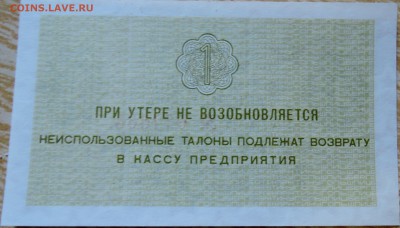 COINS.LAVE.RU
1
ПРИ УТЕРЕ НЕ ВОЗОБНОВЛЯЕТСЯ
НЕИСПОЛЬЗОВАННЫЕ ТАЛОНЫ ПОДЛЕЖАТ ВОЗВРАТУ
В КАССУ ПРЕДПРИЯТИЯ